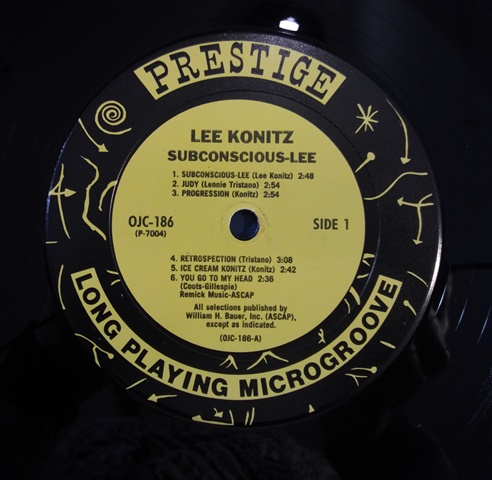 PRESTIGE
LEE KONITZ
SUBCONSCIOUS-LEE
1. SUBCONSCIOUS-LEE (Lee Konitz) 2:48
2. JUDY (Lennie Tristano) 2:54
3. PROGRESSION (Konitz) 2:54
OJC-186
(P-7004)
SIDE 1
4. RETROSPECTION (Tristano) 3:08
5. ICE CREAM KONITZ (Konitz) 2:42
6. YOU GO TO MY HEAD 2:36
(Coots-Gillespie)
Remick Music-ASCAP
All selections published by
William H. Bauer, Inc. (ASCAP),
except as indicated.
(OJC-186-A)
LONG PLAYING MICROGROOVE